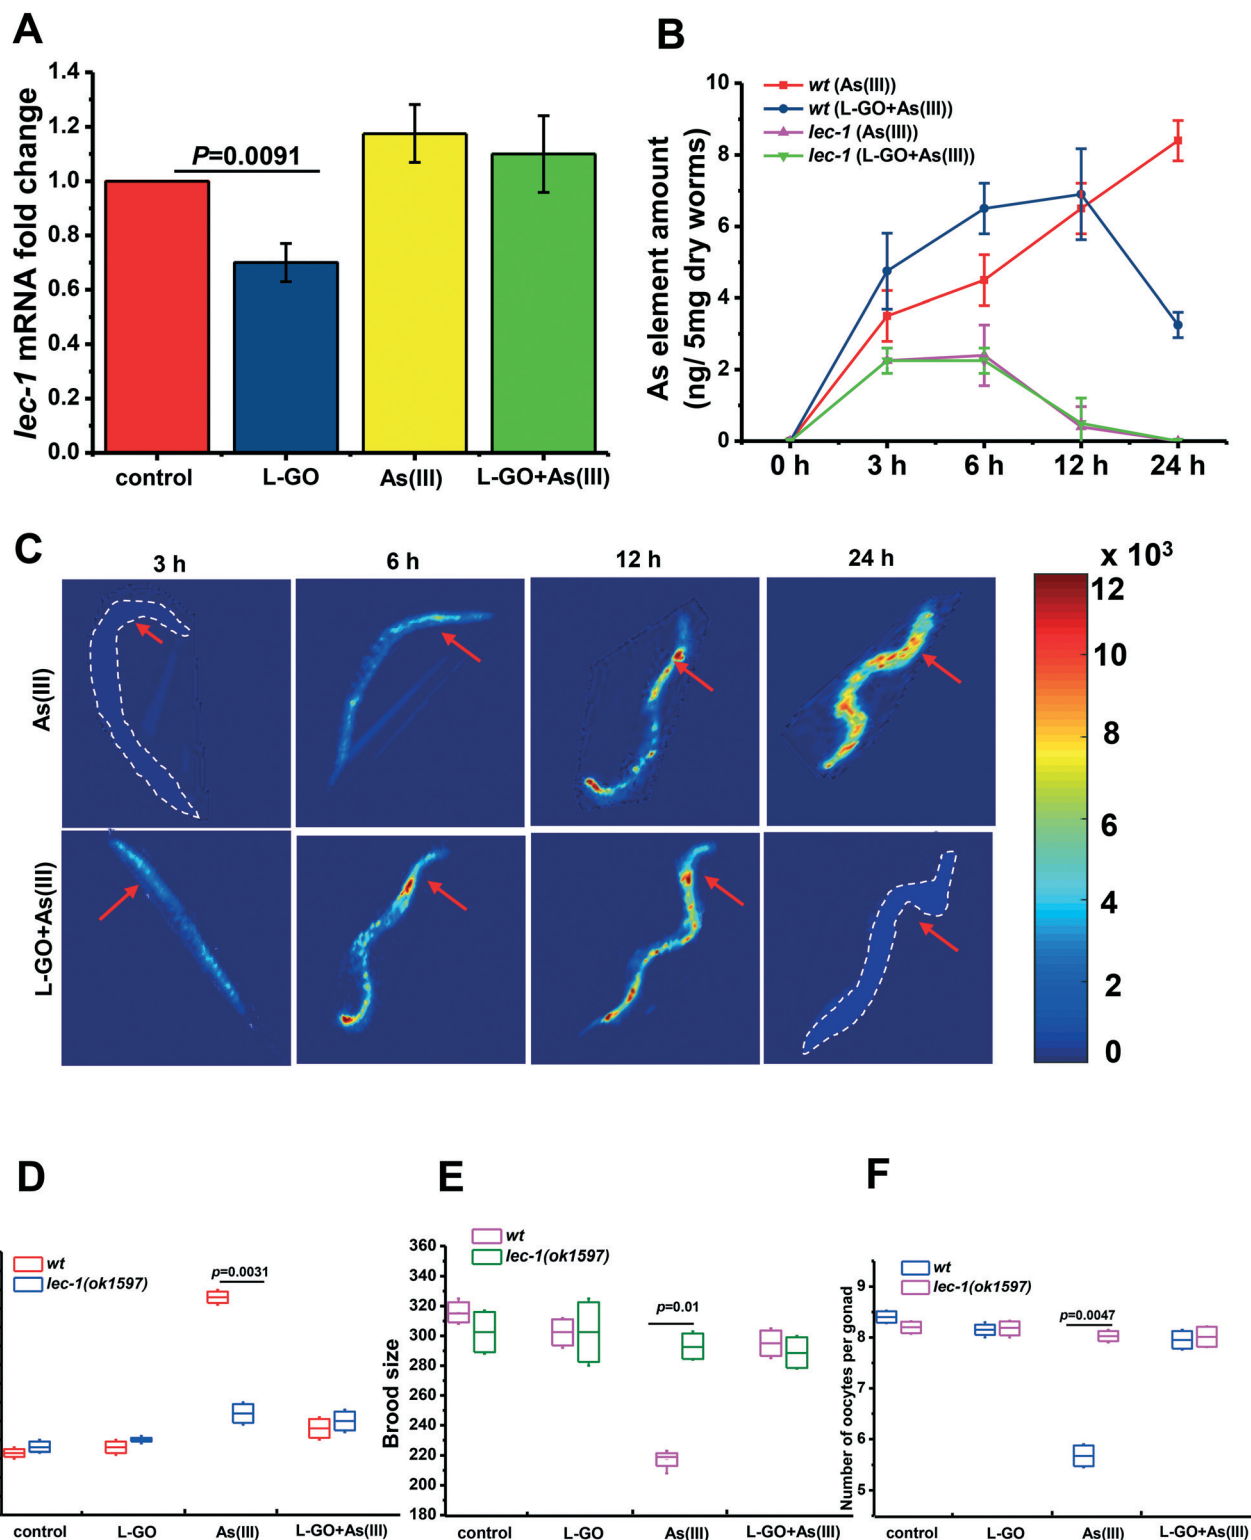 A
lec-1 mRNA fold change
1.4
1.2
1.0
0.8
0.6
0.4
0.2
0.0
P=0.0091
control
L-GO
As(III)
L-GO+As(III)
B
As element amount
(ng/ 5mg dry worms)
10
8
6
4
2
0
wt (As(III))
wt (L-GO+As(III))
lec-1 (As(III))
lec-1 (L-GO+As(III))
0 h
3 h
6 h
12 h
24 h
C
3 h
6 h
12 h
24 h
As(III)
L-GO+As(III)
x 10³
12
10
8
6
4
2
0
D
wt
lec-1(ok1597)
p=0.0031
control
L-GO
As(III)
L-GO+As(III)
E
Brood size
360
340
320
300
280
260
240
220
200
180
wt
lec-1(ok1597)
p=0.01
control
L-GO
As(III)
L-GO+As(III)
F
Number of oocytes per gonad
9
8
7
6
5
wt
lec-1(ok1597)
p=0.0047
control
L-GO
As(III)
L-GO+As(III)